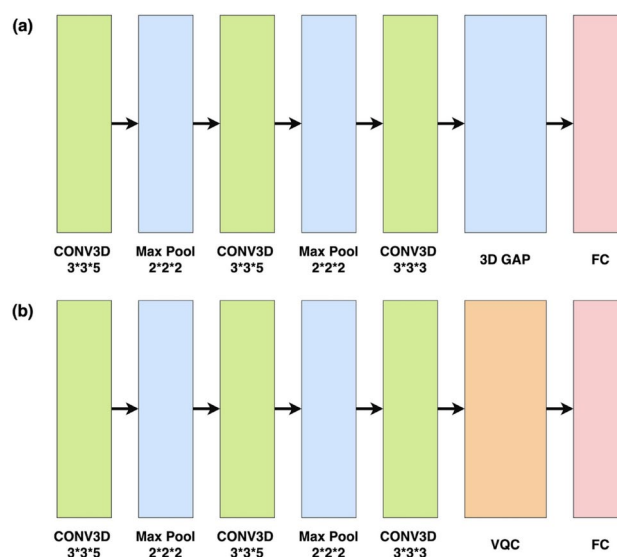 (a)
CONV3D Max Pool CONV3D Max Pool CONV3D 3D GAP FC
3*3*5 2*2*2 3*3*5 2*2*2 3*3*3
(b)
CONV3D Max Pool CONV3D Max Pool CONV3D VQC FC
3*3*5 2*2*2 3*3*5 2*2*2 3*3*3